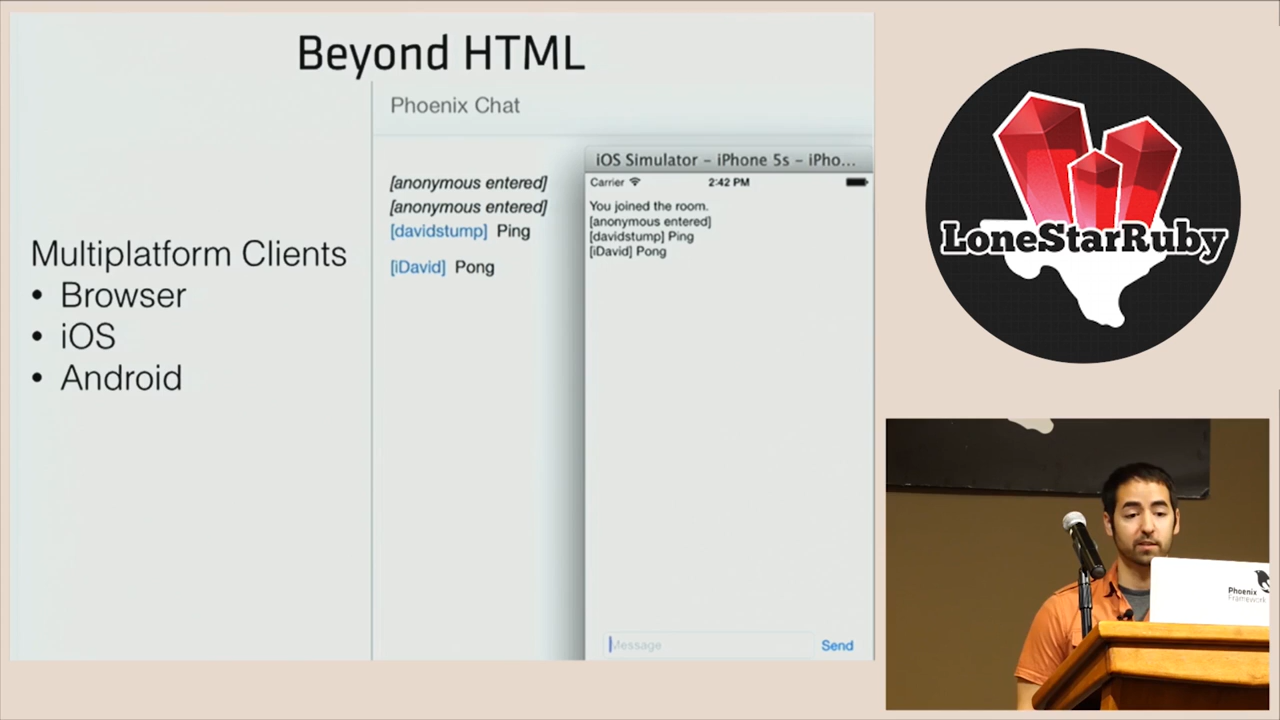 Beyond HTML
Multiplatform Clients
• Browser
• iOS
• Android
Phoenix Chat
[anonymous entered]
[anonymous entered]
[davidstump] Ping
[iDavid] Pong
iOS Simulator - iPhone 5s - iPho...
Carrier 2:42 PM
You joined the room.
[anonymous entered]
[davidstump] Ping
[iDavid] Pong
Message Send
LoneStarRuby
Phoenix
Framework